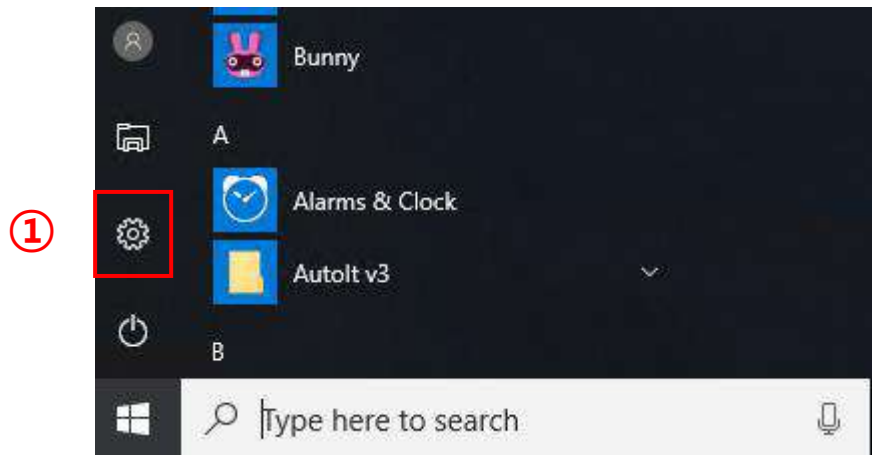 Bunny
A
Alarms & Clock
①
AutoIt v3
B
Type here to search